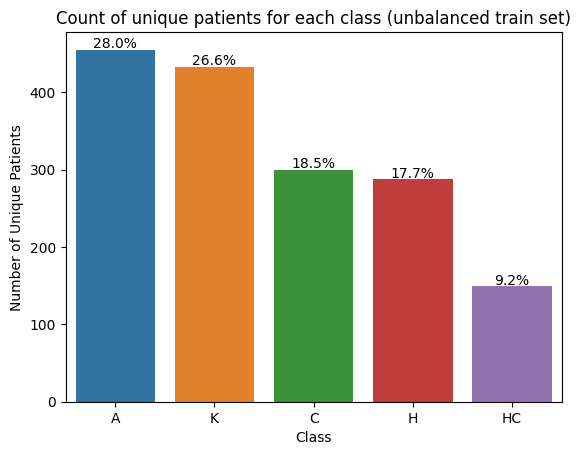 Count of unique patients for each class (unbalanced train set)
28.0%
26.6%
18.5%
17.7%
9.2%
400
300
200
100
0
Number of Unique Patients
A K C H HC
Class